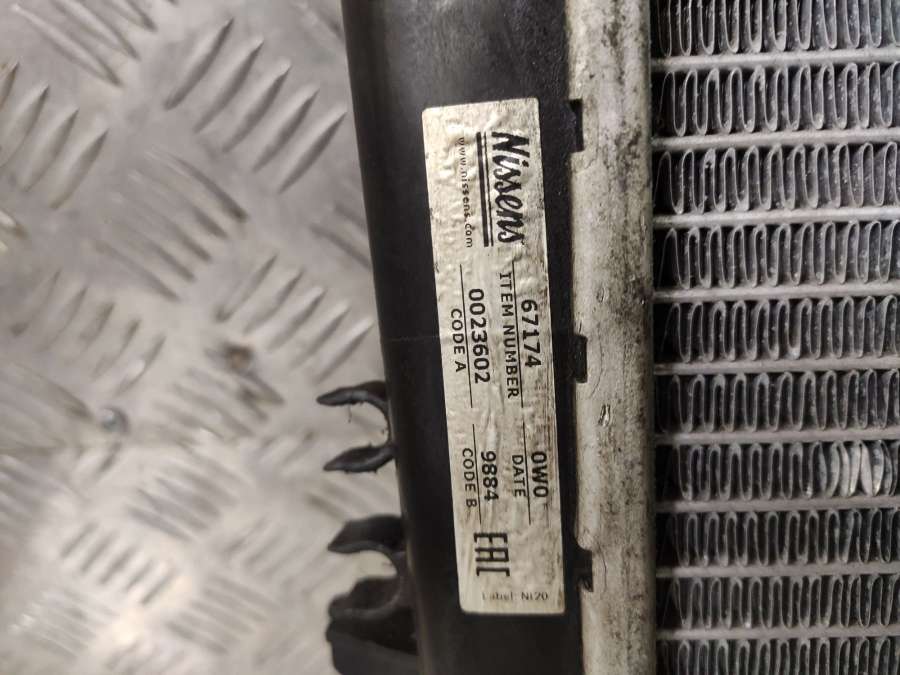 Nissens
www.nissens.com
67174
ITEM NUMBER
0W0
DATE
0023602
CODE A
9884
CODE B
EAC
Label: NI20